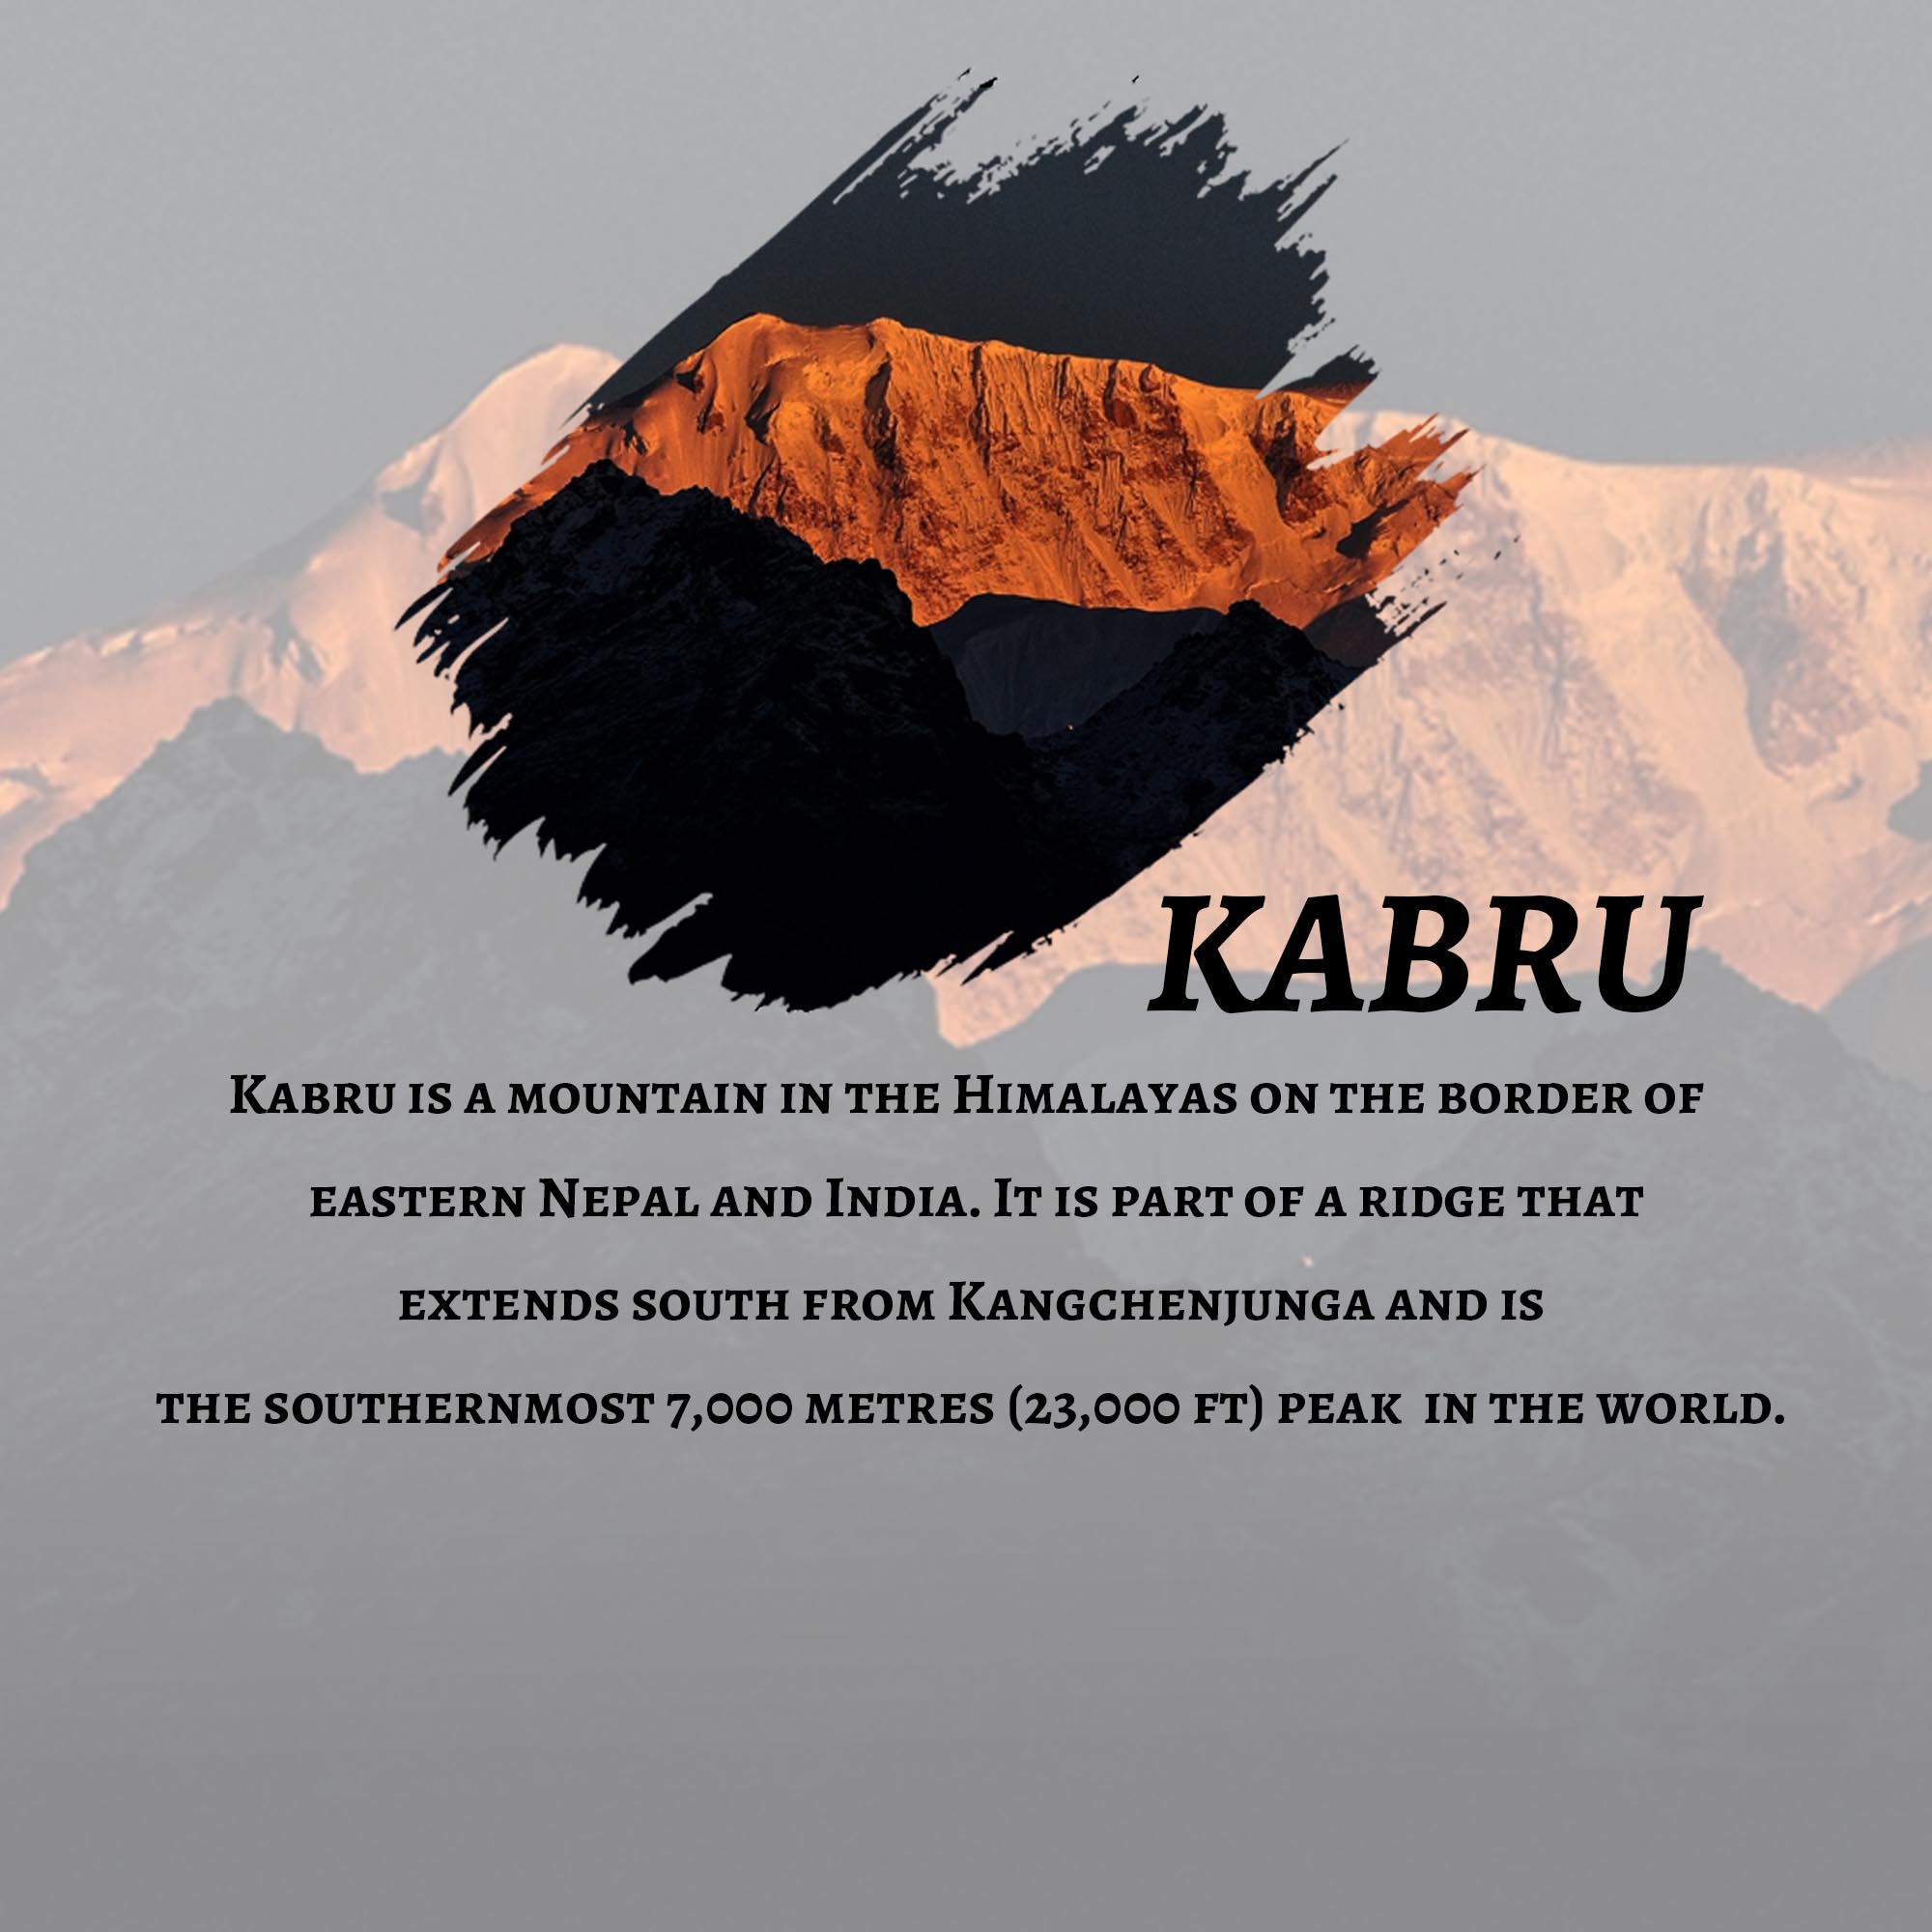 KABRU
Kabru is a mountain in the Himalayas on the border of
eastern Nepal and India. It is part of a ridge that
extends south from Kangchenjunga and is
the southernmost 7,000 metres (23,000 ft) peak  in the world.